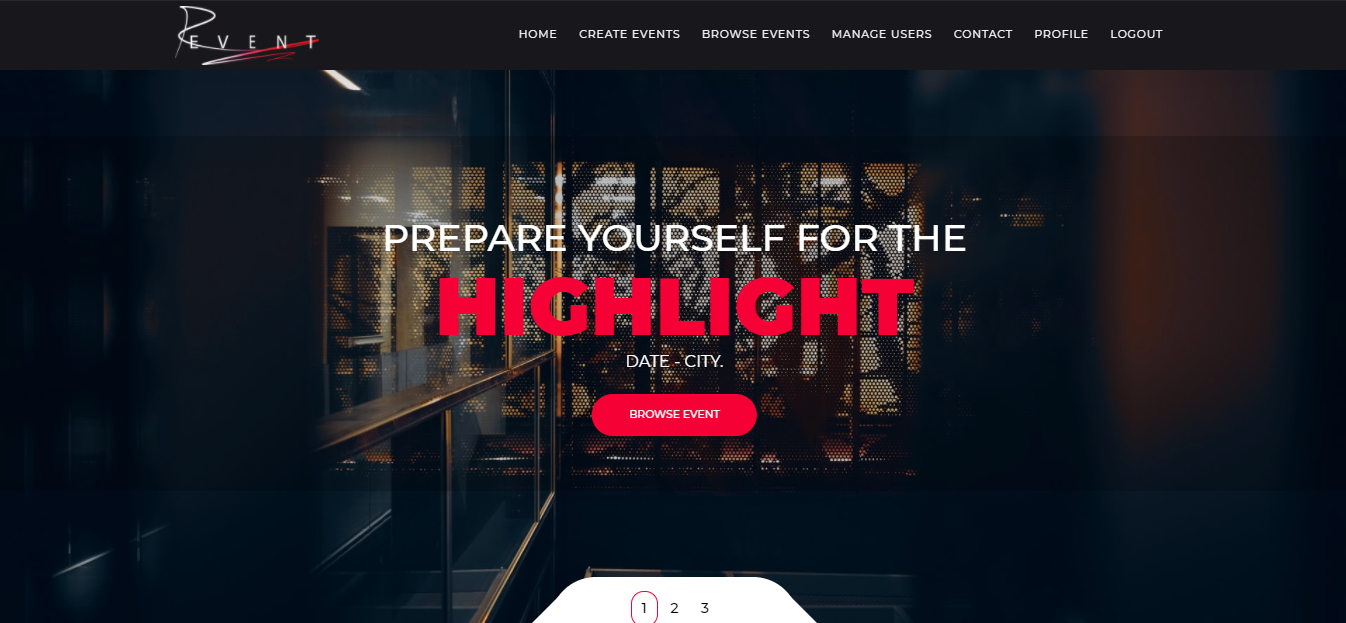 REVENT
HOME CREATE EVENTS BROWSE EVENTS MANAGE USERS CONTACT PROFILE LOGOUT
PREPARE YOURSELF FOR THE
HIGHLIGHT
DATE - CITY.
BROWSE EVENT
1 2 3